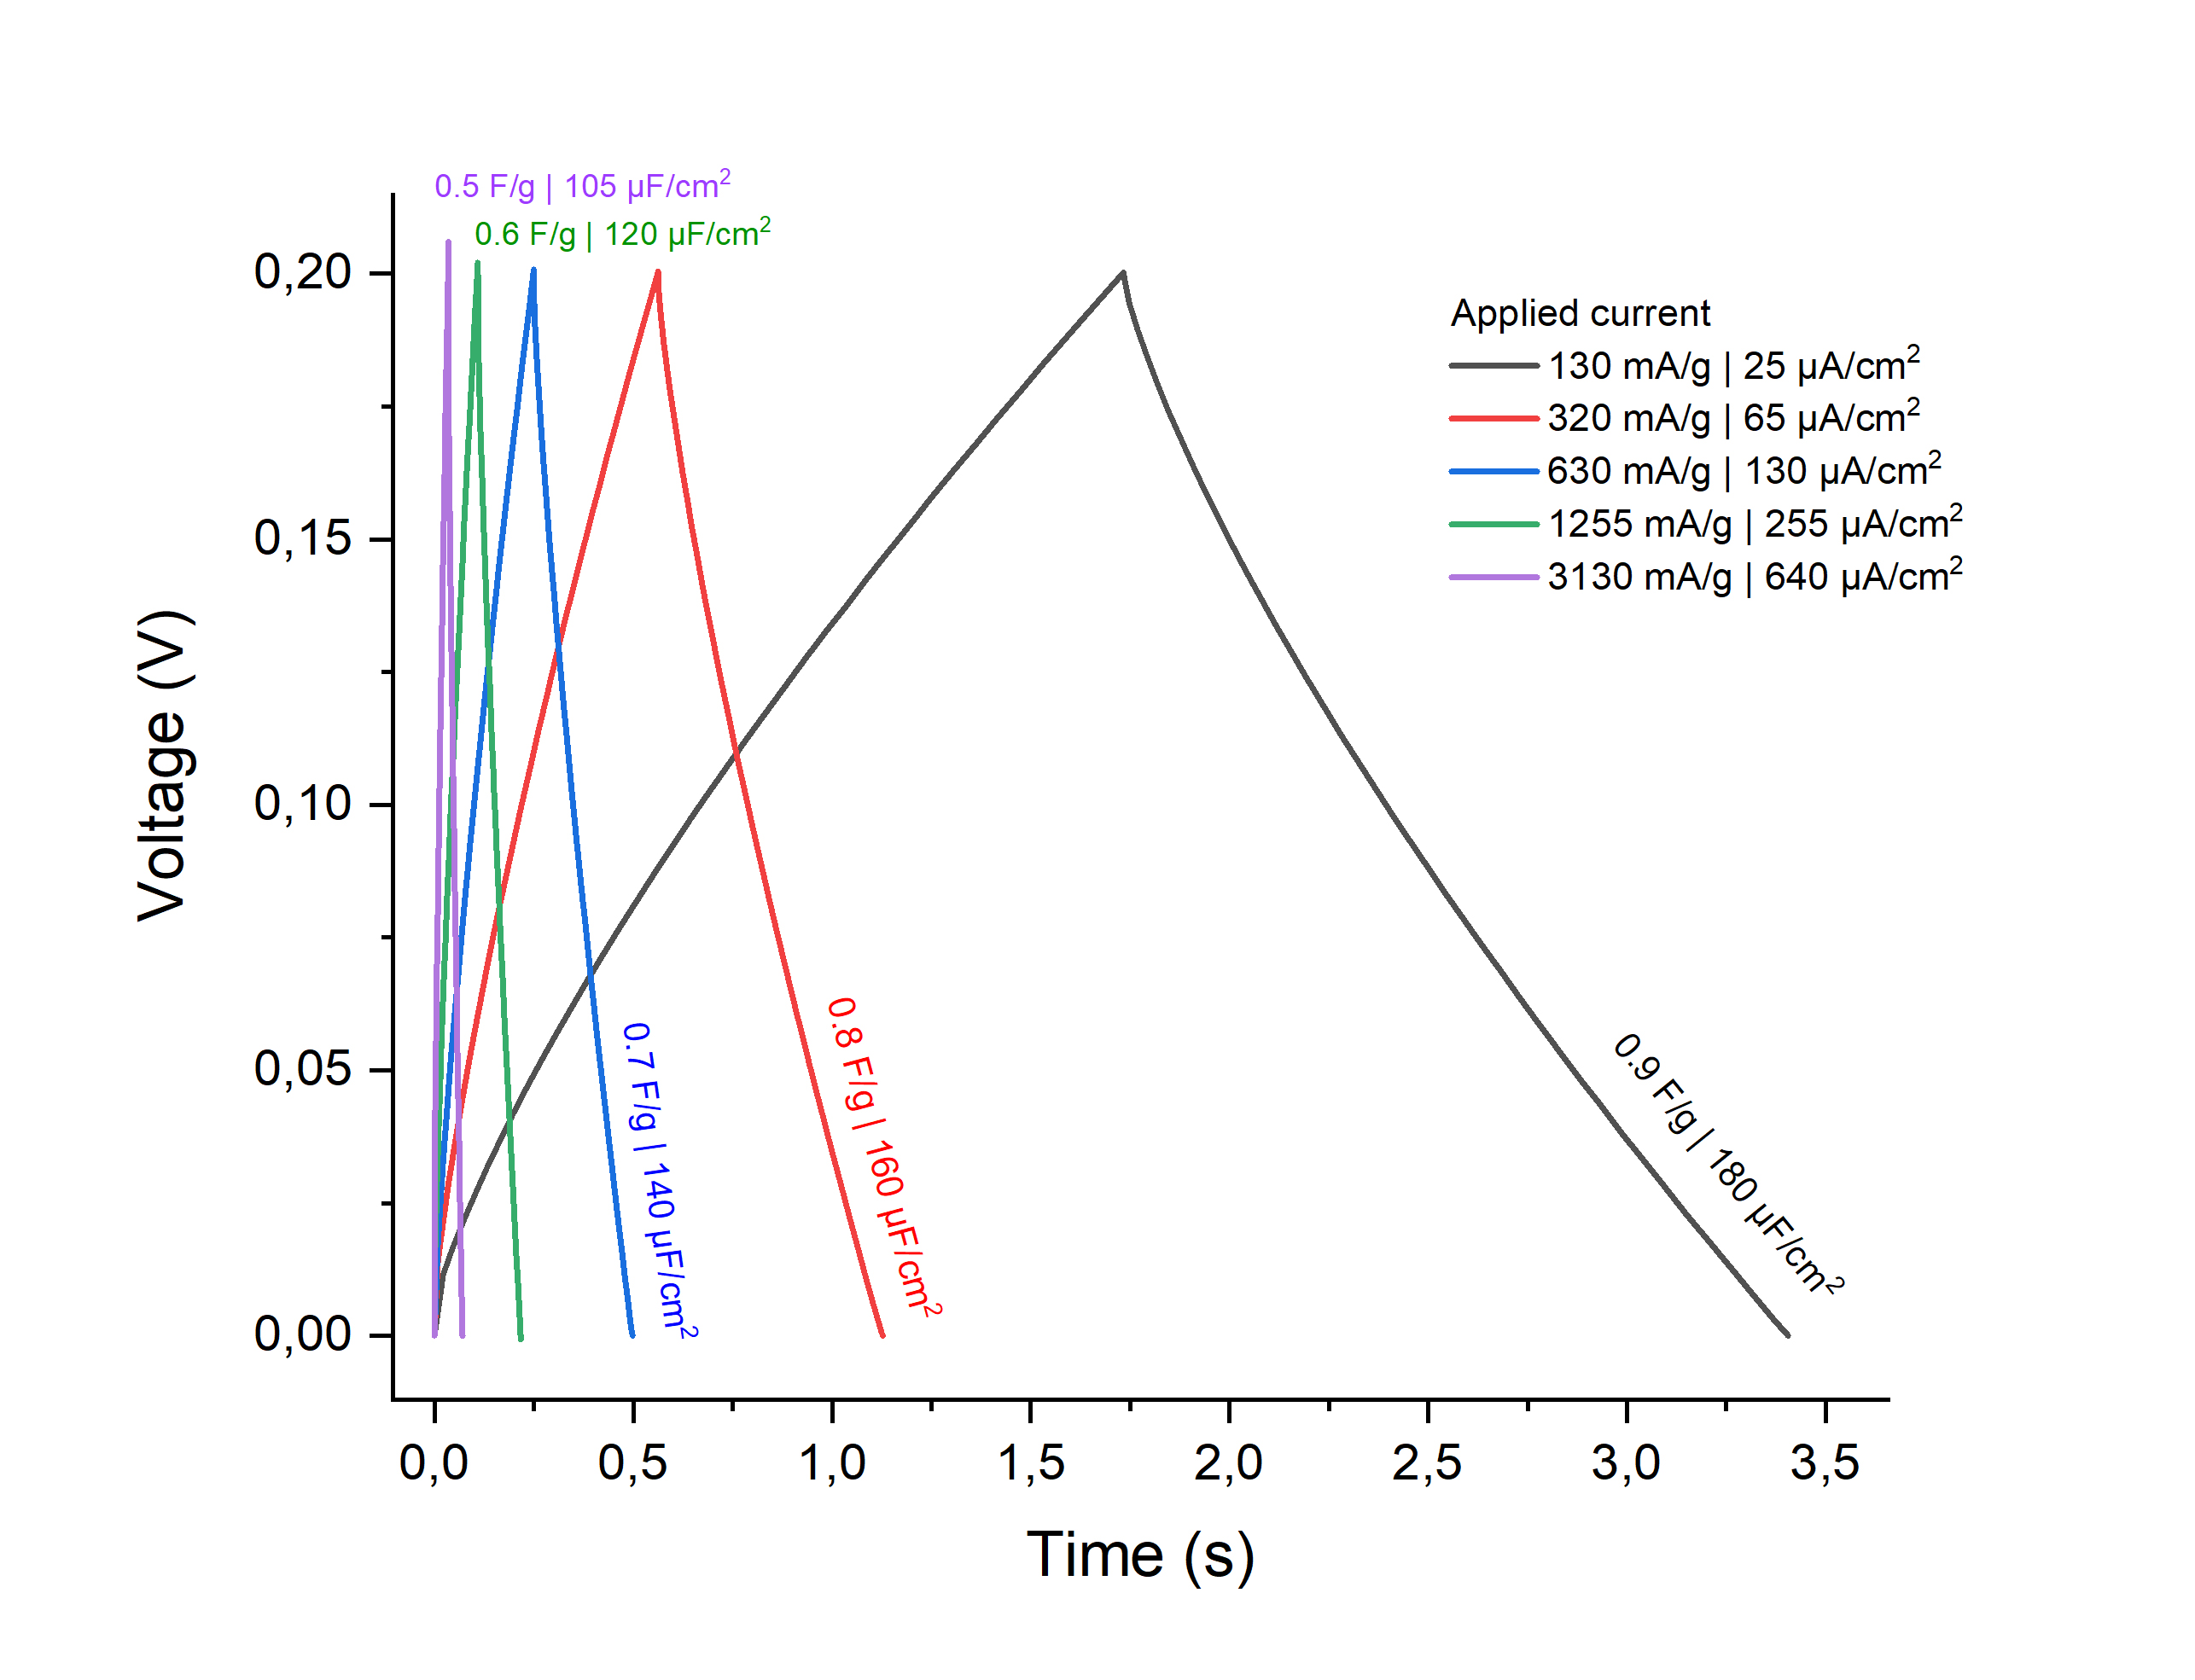 0.5 F/g | 105 µF/cm²
0.6 F/g | 120 µF/cm²
0,20
0,15
0,10
0,05
0,00
Voltage (V)
Applied current
130 mA/g | 25 µA/cm²
320 mA/g | 65 µA/cm²
630 mA/g | 130 µA/cm²
1255 mA/g | 255 µA/cm²
3130 mA/g | 640 µA/cm²
0.7 F/g | 140 µF/cm²
0.8 F/g | 160 µF/cm²
0.9 F/g | 180 µF/cm²
0,0 0,5 1,0 1,5 2,0 2,5 3,0 3,5
Time (s)